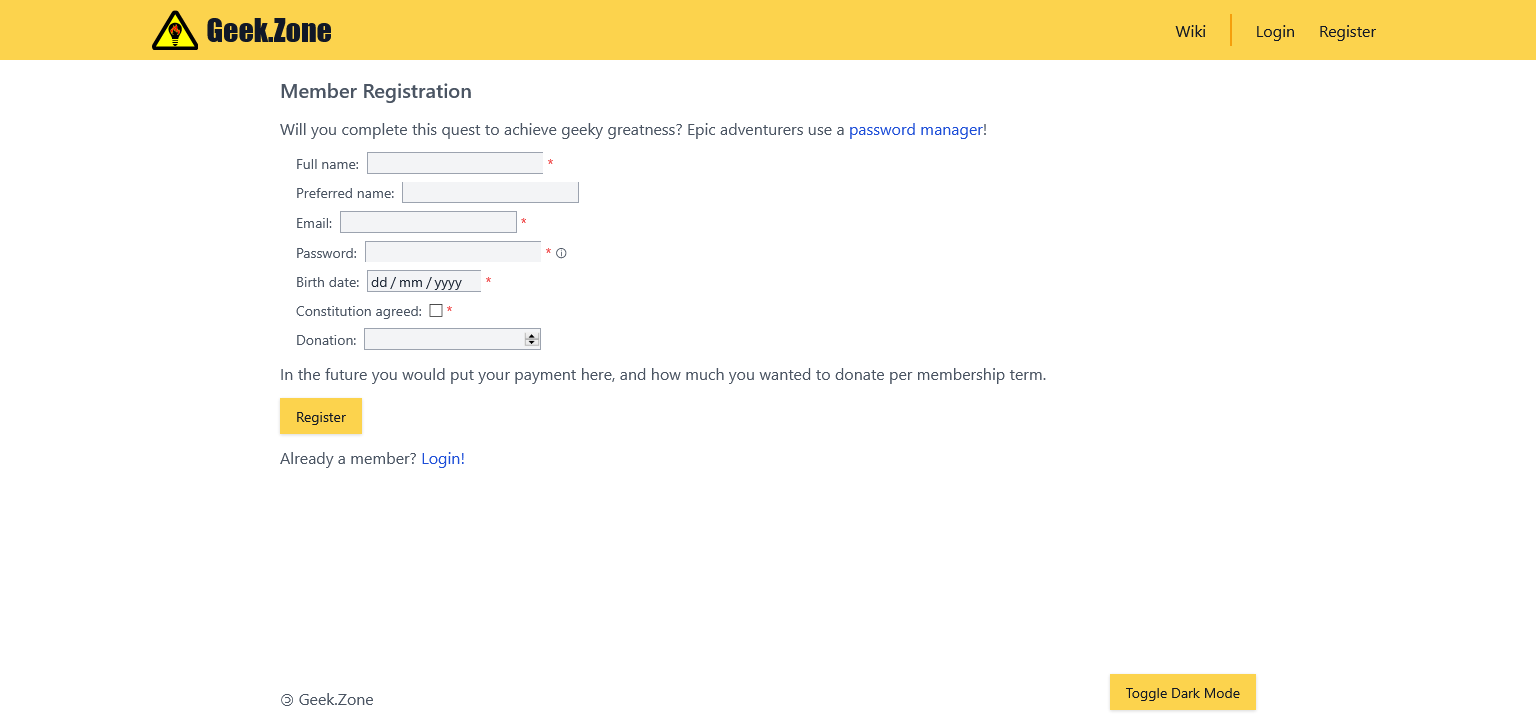 Geek.Zone
Wiki
Login
Register
Member Registration
Will you complete this quest to achieve geeky greatness? Epic adventurers use a password manager!
Full name: *
Preferred name:
Email: *
Password: * ⓘ
Birth date: dd / mm / yyyy *
Constitution agreed: *
Donation:
In the future you would put your payment here, and how much you wanted to donate per membership term.
Register
Already a member? Login!
🄯 Geek.Zone
Toggle Dark Mode